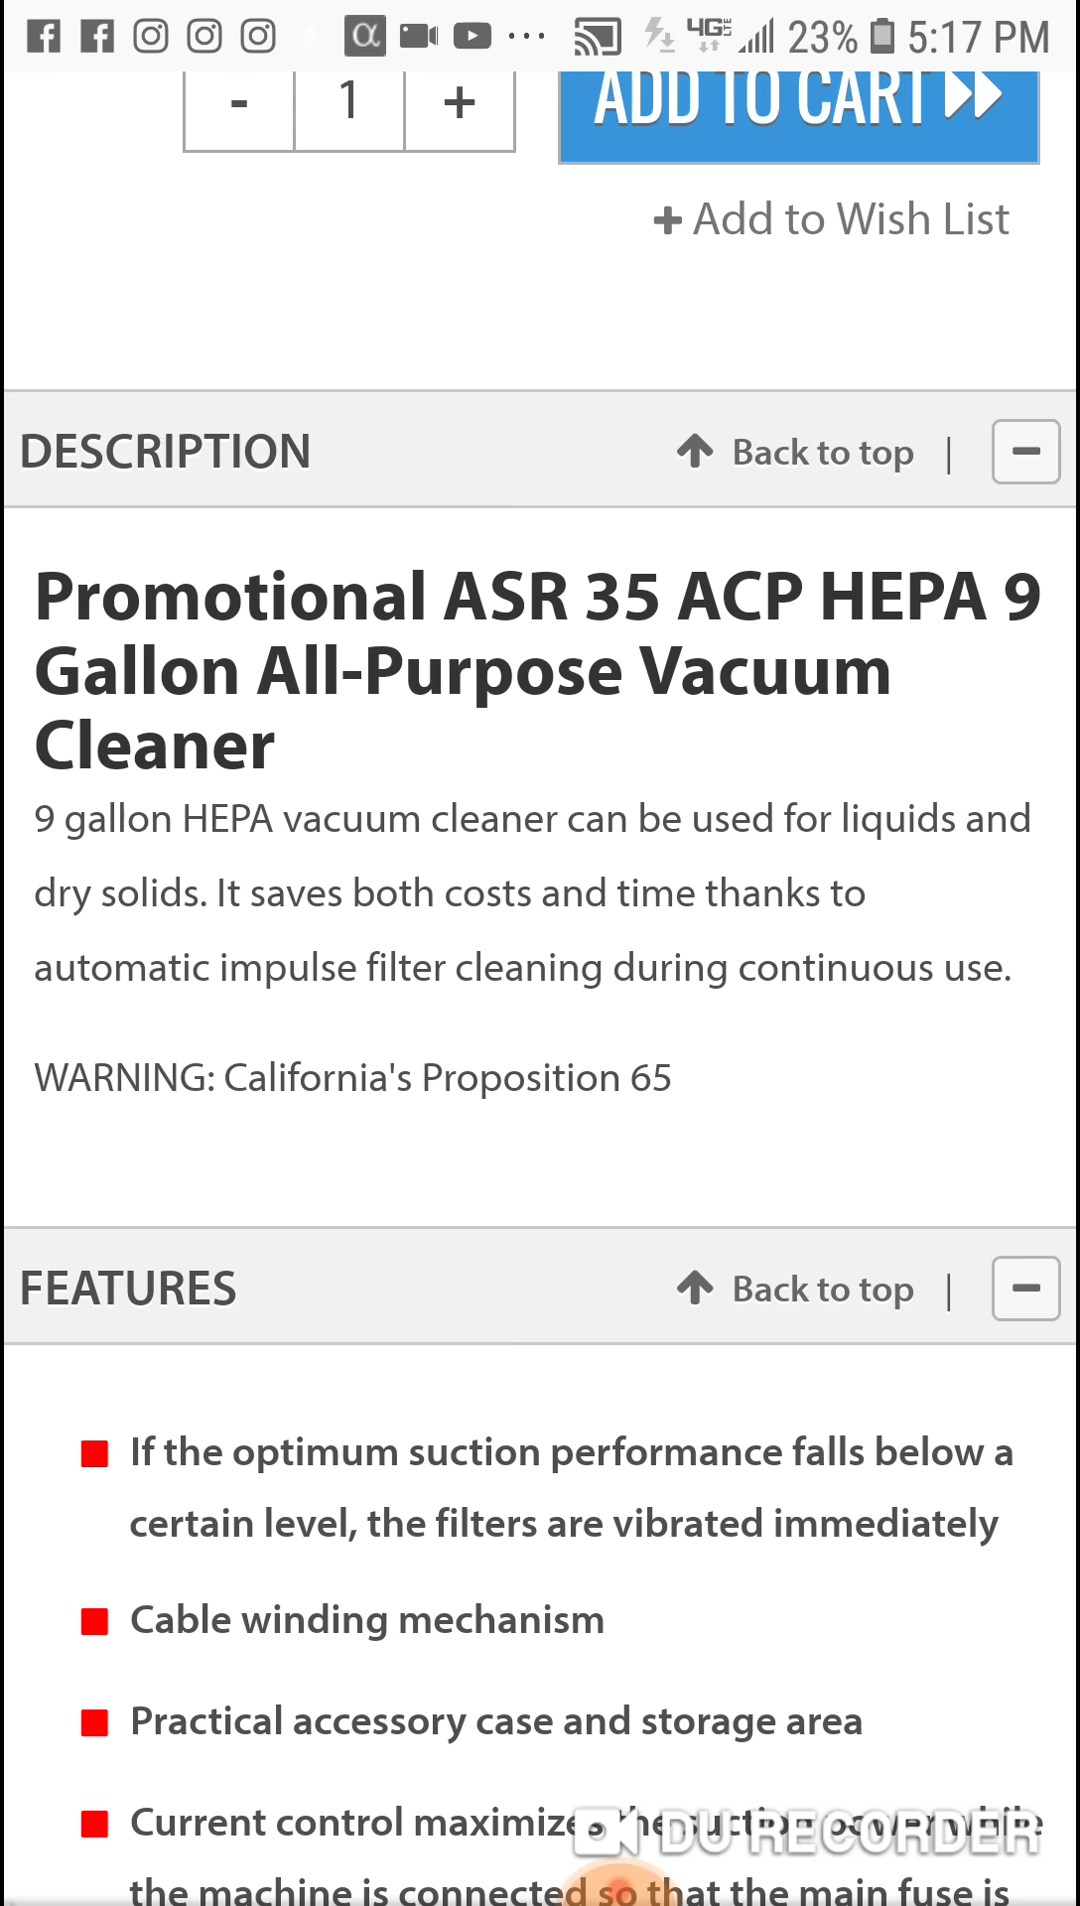 23% 5:17 PM
- 1 + ADD TO CART
+ Add to Wish List
DESCRIPTION Back to top |
Promotional ASR 35 ACP HEPA 9
Gallon All-Purpose Vacuum
Cleaner
9 gallon HEPA vacuum cleaner can be used for liquids and
dry solids. It saves both costs and time thanks to
automatic impulse filter cleaning during continuous use.
WARNING: California's Proposition 65
FEATURES Back to top |
If the optimum suction performance falls below a
certain level, the filters are vibrated immediately
Cable winding mechanism
Practical accessory case and storage area
Current control maximizes the suction power while
DU RECORDER
the machine is connected so that the main fuse is